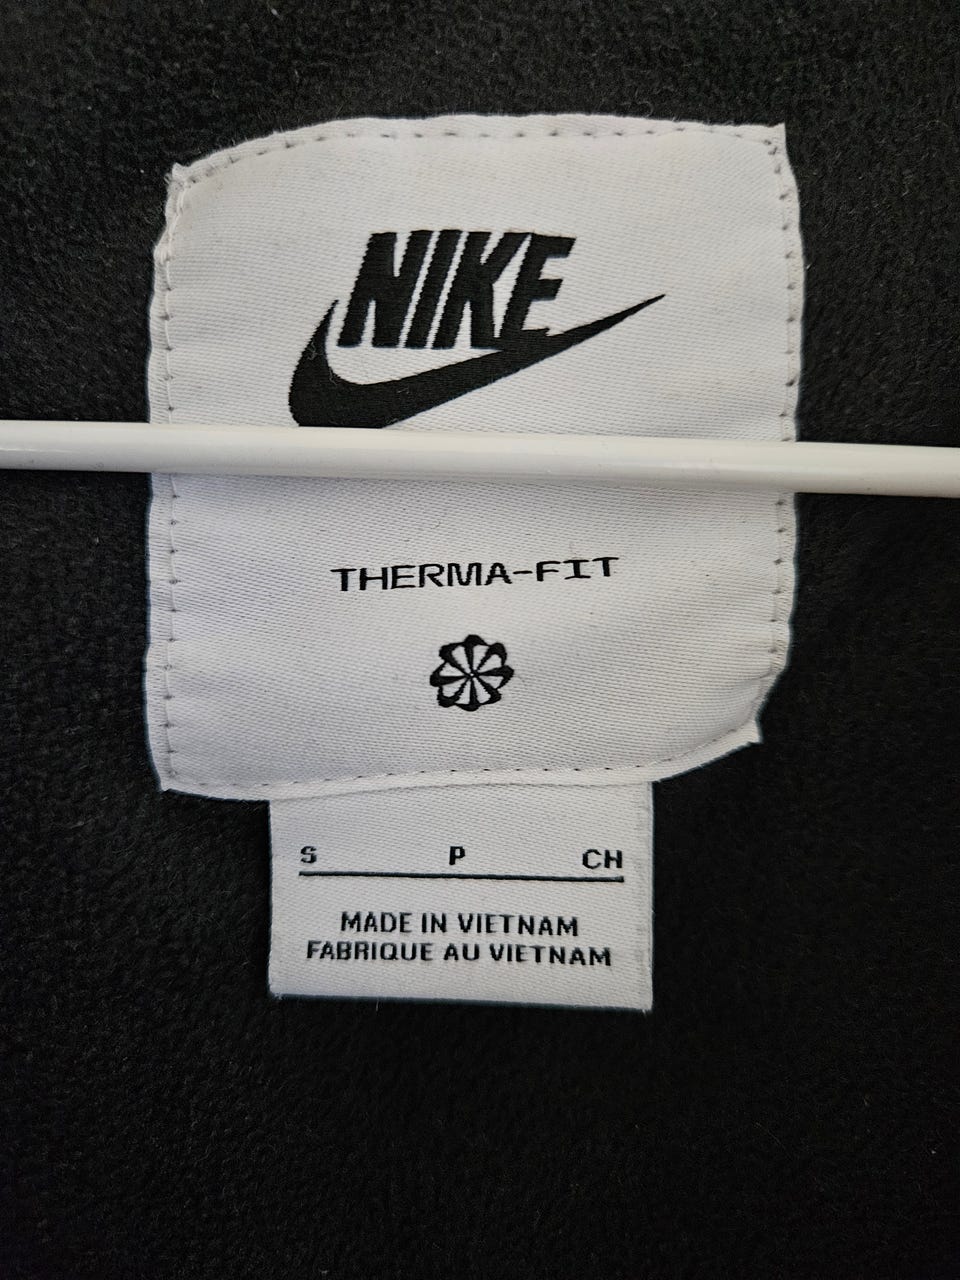 NIKE
THERMA-FIT
S P CH
MADE IN VIETNAM
FABRIQUE AU VIETNAM